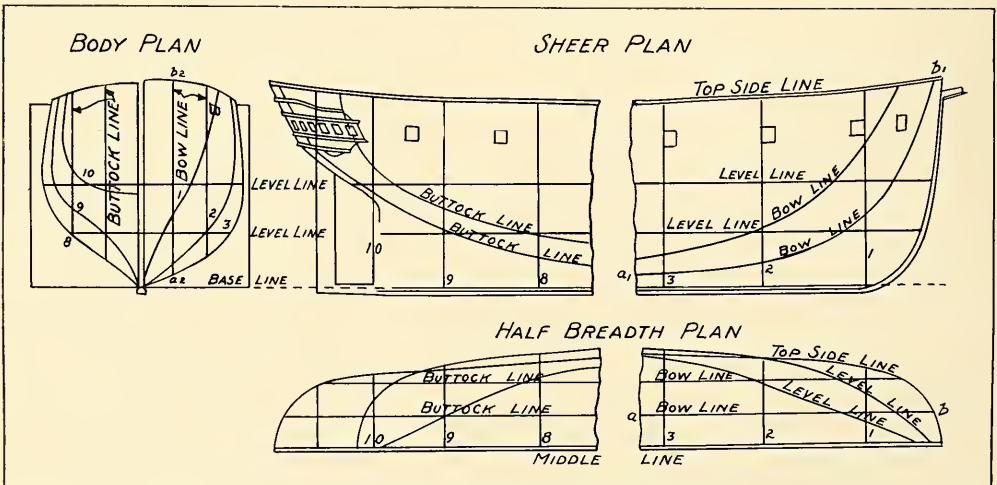 BODY PLAN
SHEER PLAN
b2
BUTTOCK LINE
BOW LINE
10
9
8
1
2
3
LEVEL LINE
LEVEL LINE
a2
BASE LINE
TOP SIDE LINE
b1
BUTTOCK LINE
BUTTOCK LINE
LEVEL LINE
BOW LINE
LEVEL LINE
BOW LINE
10
9
8
a1
3
2
1
HALF BREADTH PLAN
TOP SIDE LINE
BUTTOCK LINE
BOW LINE
LEVEL LINE
BUTTOCK LINE
a
BOW LINE
LEVEL LINE
b
10
9
8
3
2
1
MIDDLE LINE